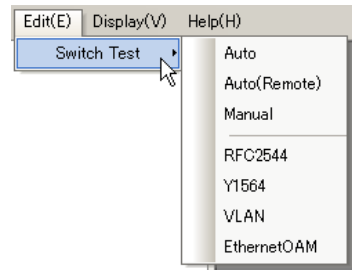 Edit(E) Display(V) Help(H)
Switch Test
Auto
Auto(Remote)
Manual
RFC2544
Y1564
VLAN
EthernetOAM